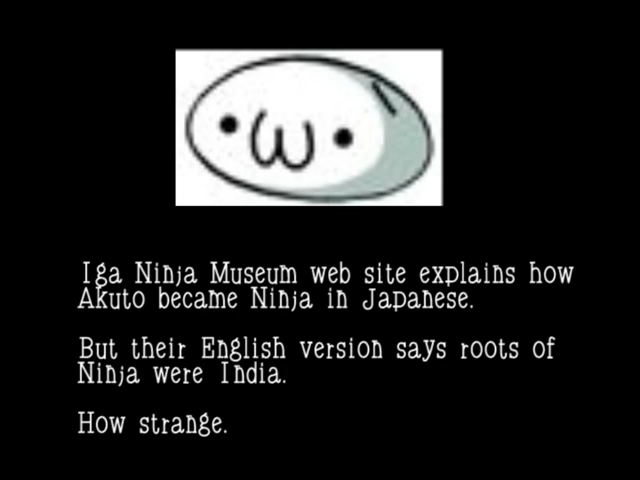 Iga Ninja Museum web site explains how
Akuto became Ninja in Japanese.
But their English version says roots of
Ninja were India.
How strange.